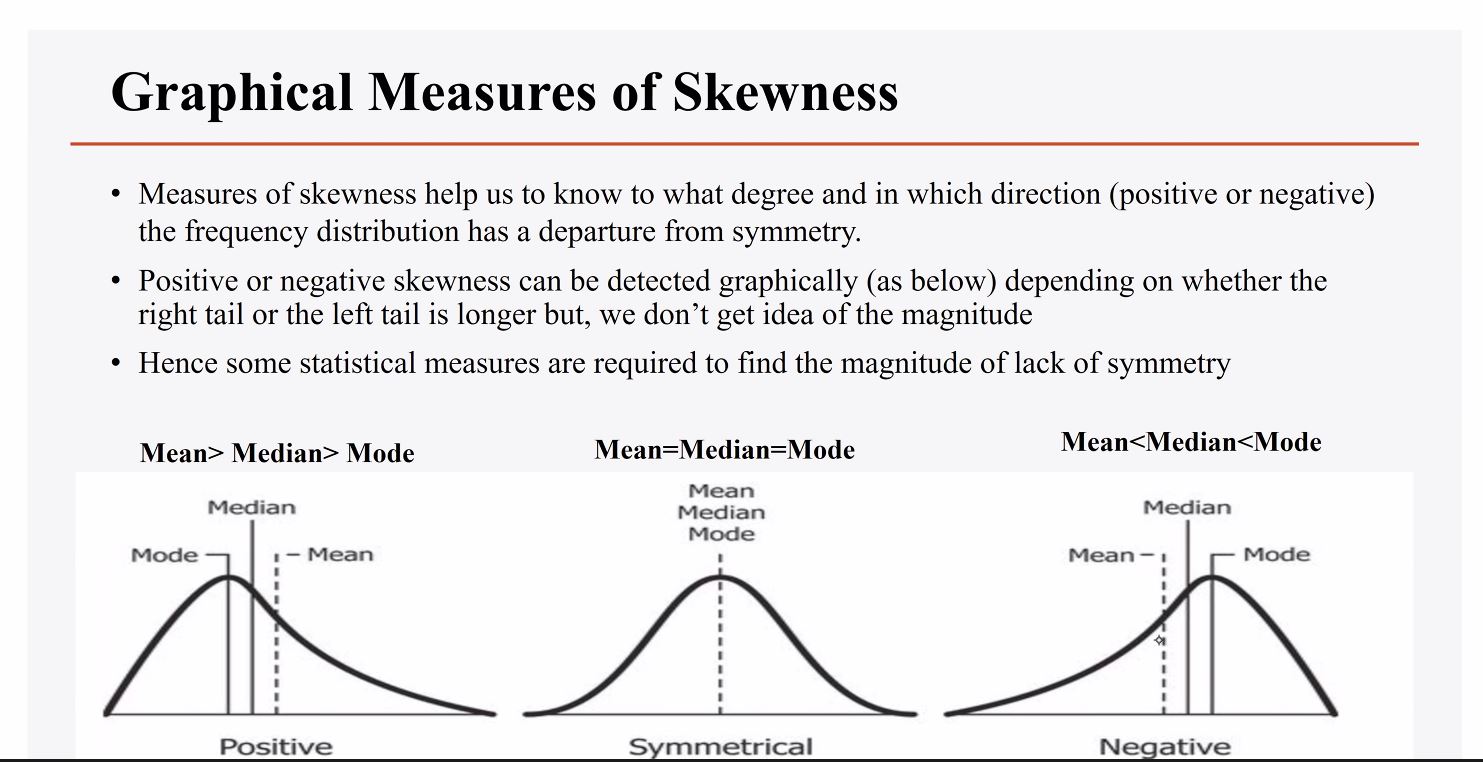 Graphical Measures of Skewness
• Measures of skewness help us to know to what degree and in which direction (positive or negative)
the frequency distribution has a departure from symmetry.
• Positive or negative skewness can be detected graphically (as below) depending on whether the
right tail or the left tail is longer but, we don’t get idea of the magnitude
• Hence some statistical measures are required to find the magnitude of lack of symmetry
Mean> Median> Mode
Mean=Median=Mode
Mean<Median<Mode
Median
Mode
Mean
Mean
Median
Mode
Median
Mean
Mode
Positive
Symmetrical
Negative